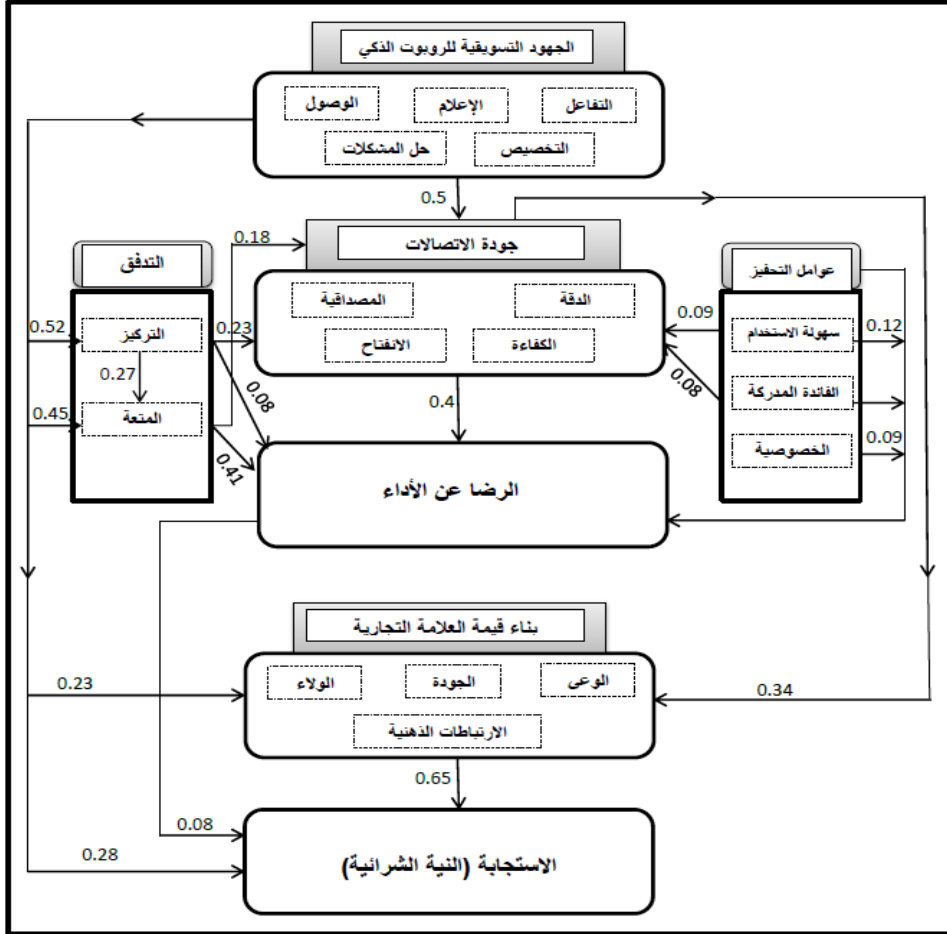 الجهود التسويقية للروبوت الذكي
التفاعل
الإعلام
الوصول
التخصيص
حل المشكلات
0.5
جودة الاتصالات
0.18
التدفق
عوامل التحفيز
الدقة
المصداقية
0.09
0.12
سهولة الاستخدام
0.52
التركيز
0.23
الكفاءة
الانفتاح
0.27
0.08
0.08
الفائدة المدركة
0.4
0.45
المتعة
0.41
الخصوصية
0.09
الرضا عن الأداء
بناء قيمة العلامة التجارية
الوعى
الجودة
الولاء
0.23
0.34
الارتباطات الذهنية
0.65
0.08
0.28
الاستجابة (النية الشرائية)